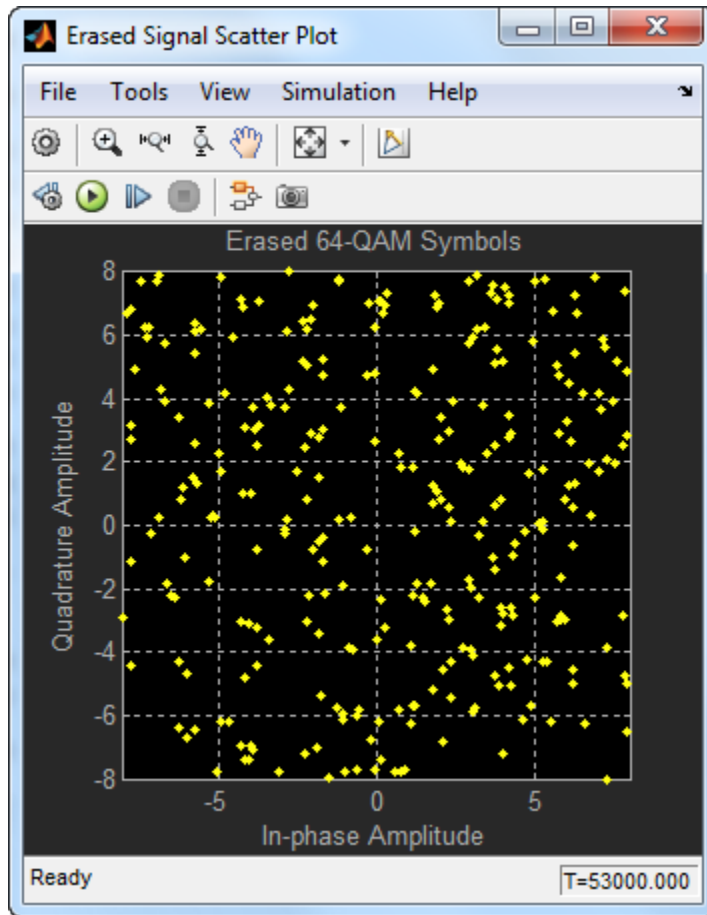 Erased Signal Scatter Plot
File Tools View Simulation Help
Erased 64-QAM Symbols
8
6
4
2
0
-2
-4
-6
-8
Quadrature Amplitude
-5 0 5
In-phase Amplitude
Ready T=53000.000